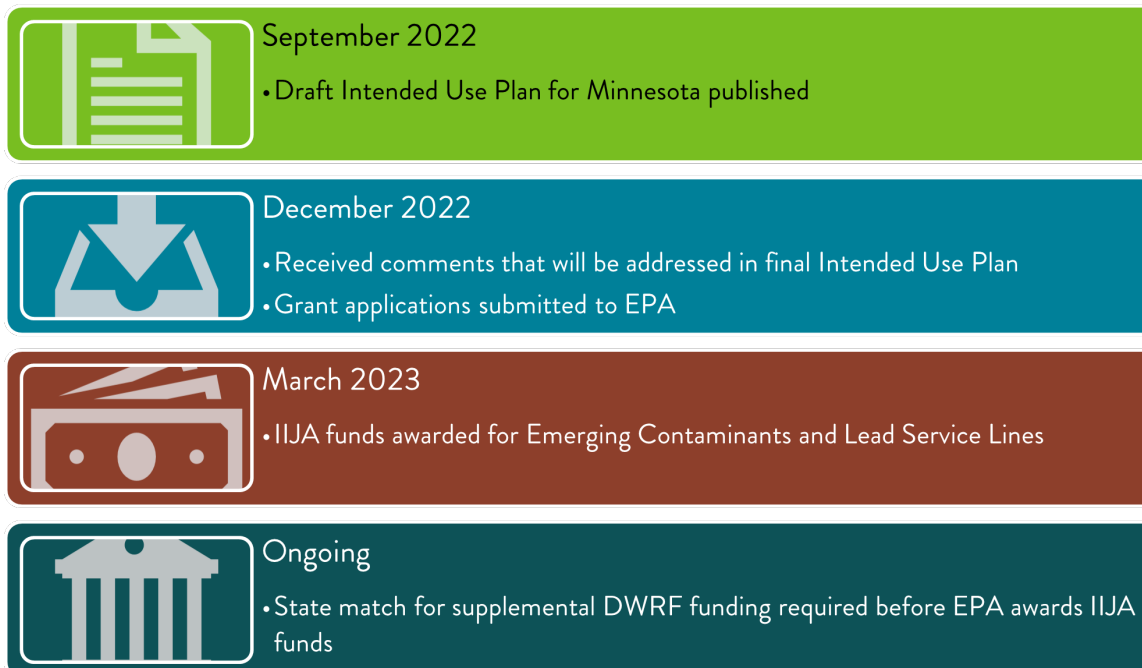 September 2022
• Draft Intended Use Plan for Minnesota published
December 2022
• Received comments that will be addressed in final Intended Use Plan
• Grant applications submitted to EPA
March 2023
• IIJA funds awarded for Emerging Contaminants and Lead Service Lines
Ongoing
• State match for supplemental DWRF funding required before EPA awards IIJA
funds